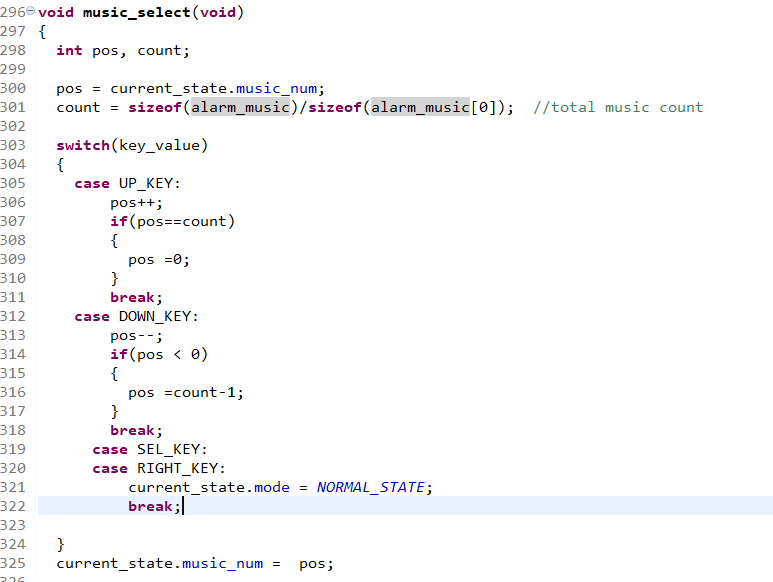 296 void music_select(void)
297 {
298   int pos, count;
299
300   pos = current_state.music_num;
301   count = sizeof(alarm_music)/sizeof(alarm_music[0]);  //total music count
302
303   switch(key_value)
304   {
305     case UP_KEY:
306         pos++;
307         if(pos==count)
308         {
309           pos =0;
310         }
311         break;
312     case DOWN_KEY:
313         pos--;
314         if(pos < 0)
315         {
316           pos =count-1;
317         }
318         break;
319       case SEL_KEY:
320       case RIGHT_KEY:
321           current_state.mode = NORMAL_STATE;
322           break;
323
324   }
325   current_state.music_num =  pos;
326